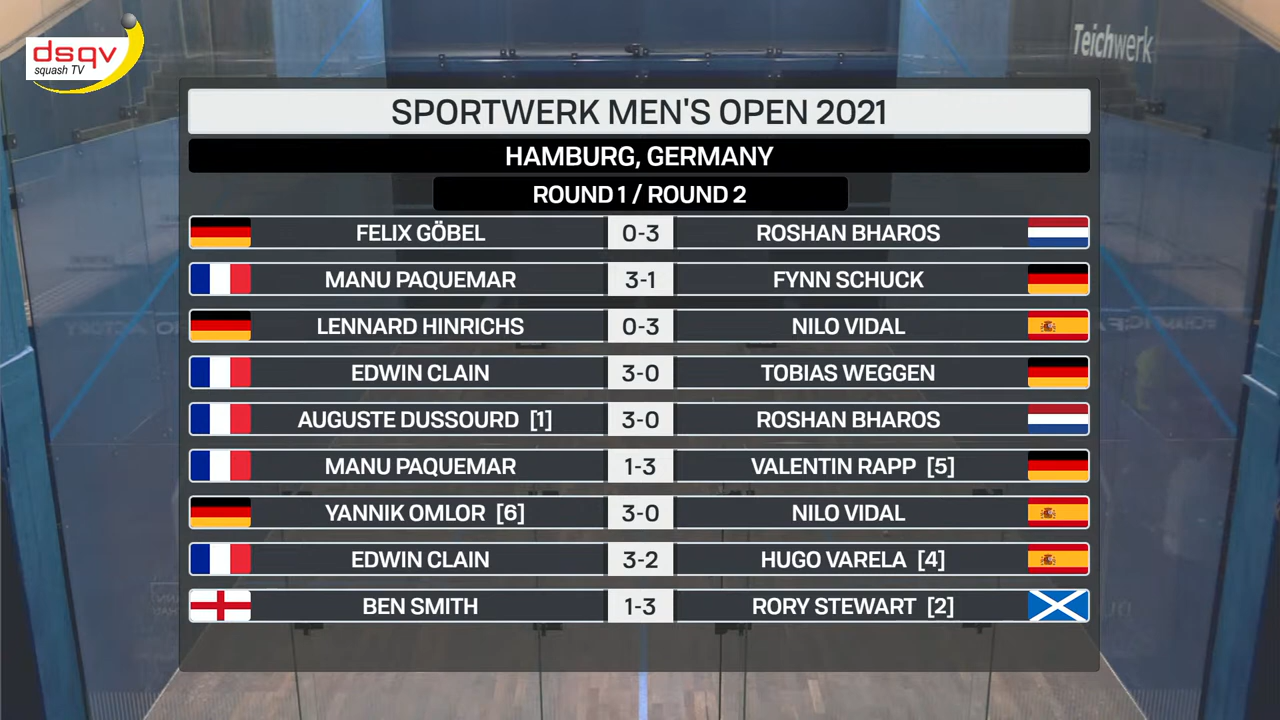 dsqv
squash TV
Teichwerk
SPORTWERK MEN'S OPEN 2021
HAMBURG, GERMANY
ROUND 1 / ROUND 2
FELIX GÖBEL 0-3 ROSHAN BHAROS
MANU PAQUEMAR 3-1 FYNN SCHUCK
LENNARD HINRICHS 0-3 NILO VIDAL
EDWIN CLAIN 3-0 TOBIAS WEGGEN
AUGUSTE DUSSOURD [1] 3-0 ROSHAN BHAROS
MANU PAQUEMAR 1-3 VALENTIN RAPP [5]
YANNIK OMLOR [6] 3-0 NILO VIDAL
EDWIN CLAIN 3-2 HUGO VARELA [4]
BEN SMITH 1-3 RORY STEWART [2]